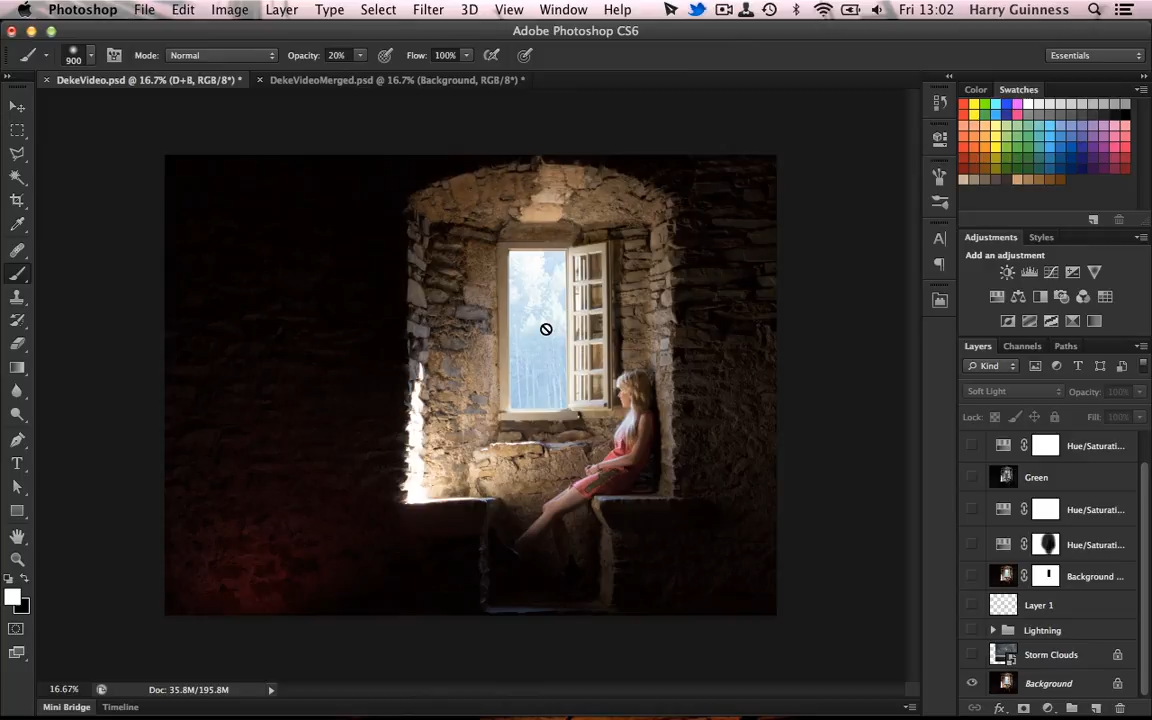 Photoshop File Edit Image Layer Type Select Filter 3D View Window Help Fri 13:02 Harry Guinness
Adobe Photoshop CS6
900 Mode: Normal Opacity: 20% Flow: 100% Essentials
DekeVideo.psd @ 16.7% (D+B, RGB/8*) * DekeVideoMerged.psd @ 16.7% (Background, RGB/8*) *
Color Swatches
Adjustments Styles
Add an adjustment
Layers Channels Paths
Kind
Soft Light Opacity: 100%
Lock: Fill: 100%
Hue/Saturati...
Green
Hue/Saturati...
Hue/Saturati...
Background ...
Layer 1
Lightning
Storm Clouds
Background
16.67% Doc: 35.8M/195.8M
Mini Bridge Timeline